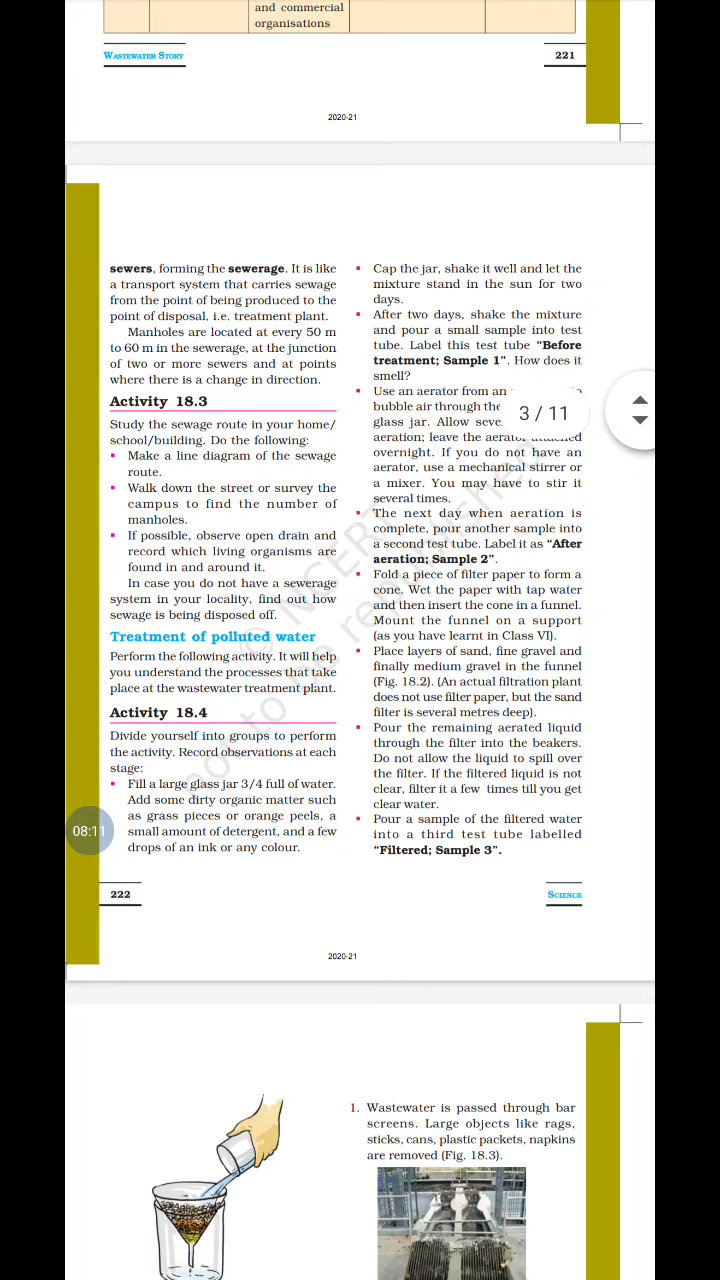 and commercial
organisations
WASTEWATER STORY
221
2020-21
sewers, forming the sewerage. It is like
a transport system that carries sewage
from the point of being produced to the
point of disposal, i.e. treatment plant.
Manholes are located at every 50 m
to 60 m in the sewerage, at the junction
of two or more sewers and at points
where there is a change in direction.
Activity 18.3
Study the sewage route in your home/
school/building. Do the following:
▪ Make a line diagram of the sewage
route.
▪ Walk down the street or survey the
campus to find the number of
manholes.
▪ If possible, observe open drain and
record which living organisms are
found in and around it.
In case you do not have a sewerage
system in your locality, find out how
sewage is being disposed off.
Treatment of polluted water
Perform the following activity. It will help
you understand the processes that take
place at the wastewater treatment plant.
Activity 18.4
Divide yourself into groups to perform
the activity. Record observations at each
stage:
▪ Fill a large glass jar 3/4 full of water.
Add some dirty organic matter such
as grass pieces or orange peels, a
small amount of detergent, and a few
drops of an ink or any colour.
08:11
▪ Cap the jar, shake it well and let the
mixture stand in the sun for two
days.
▪ After two days, shake the mixture
and pour a small sample into test
tube. Label this test tube “Before
treatment; Sample 1”. How does it
smell?
▪ Use an aerator from an
bubble air through the
glass jar. Allow
aeration; leave the aerator attached
overnight. If you do not have an
aerator, use a mechanical stirrer or
a mixer. You may have to stir it
several times.
▪ The next day when aeration is
complete, pour another sample into
a second test tube. Label it as “After
aeration; Sample 2”.
▪ Fold a piece of filter paper to form a
cone. Wet the paper with tap water
and then insert the cone in a funnel.
Mount the funnel on a support
(as you have learnt in Class VI).
▪ Place layers of sand, fine gravel and
finally medium gravel in the funnel
(Fig. 18.2). (An actual filtration plant
does not use filter paper, but the sand
filter is several metres deep).
▪ Pour the remaining aerated liquid
through the filter into the beakers.
Do not allow the liquid to spill over
the filter. If the filtered liquid is not
clear, filter it a few times till you get
clear water.
▪ Pour a sample of the filtered water
into a third test tube labelled
“Filtered; Sample 3”.
3 / 11
© NCERT
not to be republished
222
SCIENCE
2020-21
1. Wastewater is passed through bar
screens. Large objects like rags,
sticks, cans, plastic packets, napkins
are removed (Fig. 18.3).